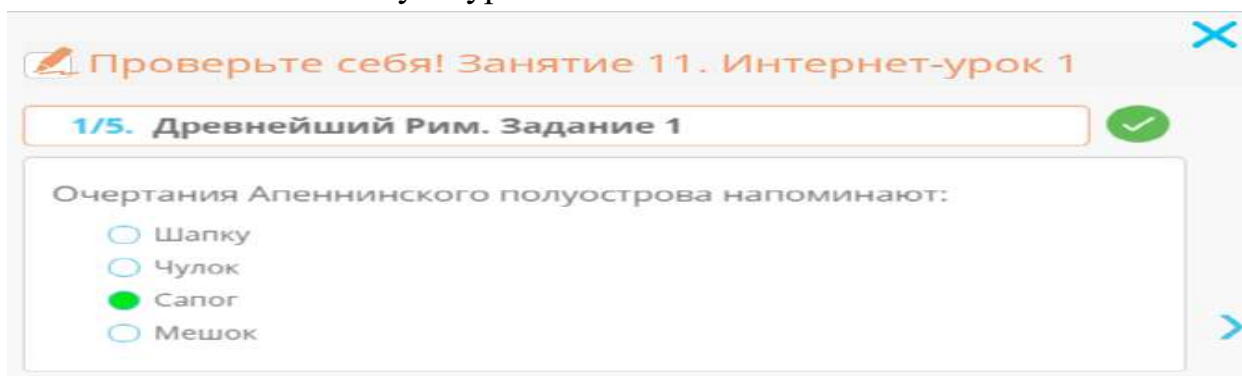 Проверьте себя! Занятие 11. Интернет-урок 1
1/5. Древнейший Рим. Задание 1
Очертания Апеннинского полуострова напоминают:
Шапку
Чулок
Сапог
Мешок